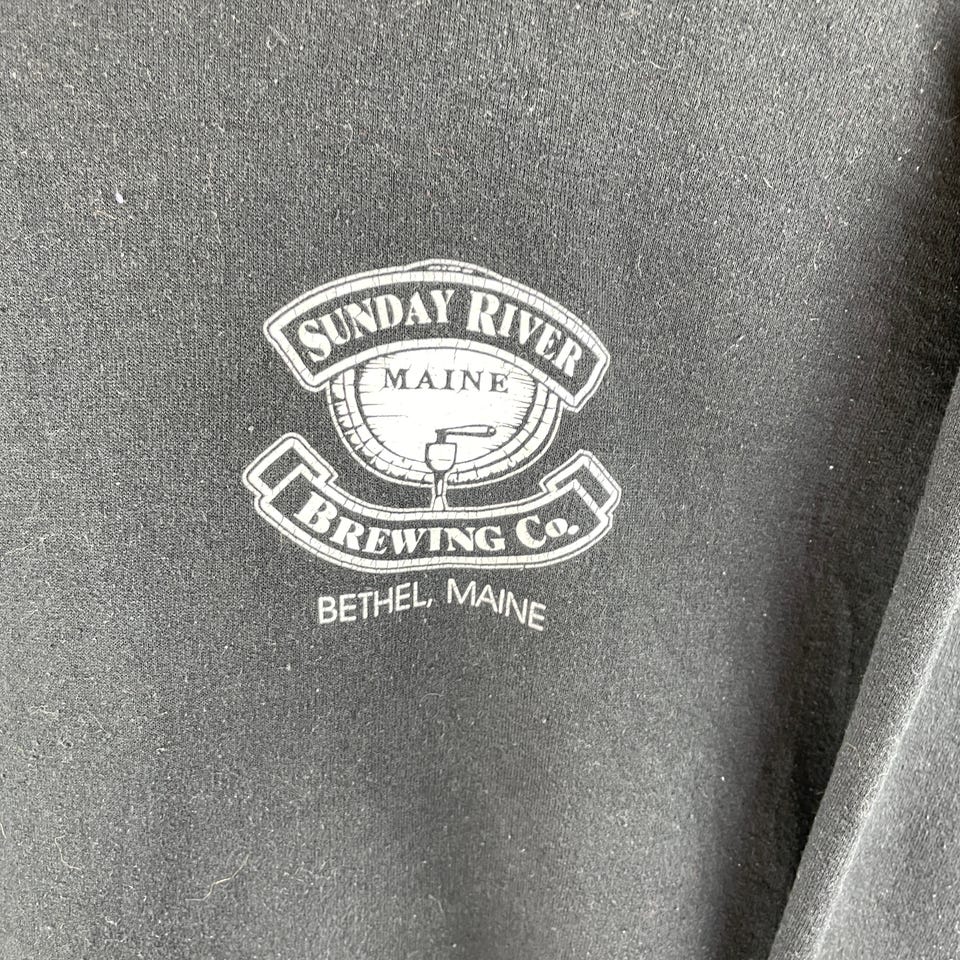 SUNDAY RIVER
MAINE
BREWING CO.
BETHEL, MAINE